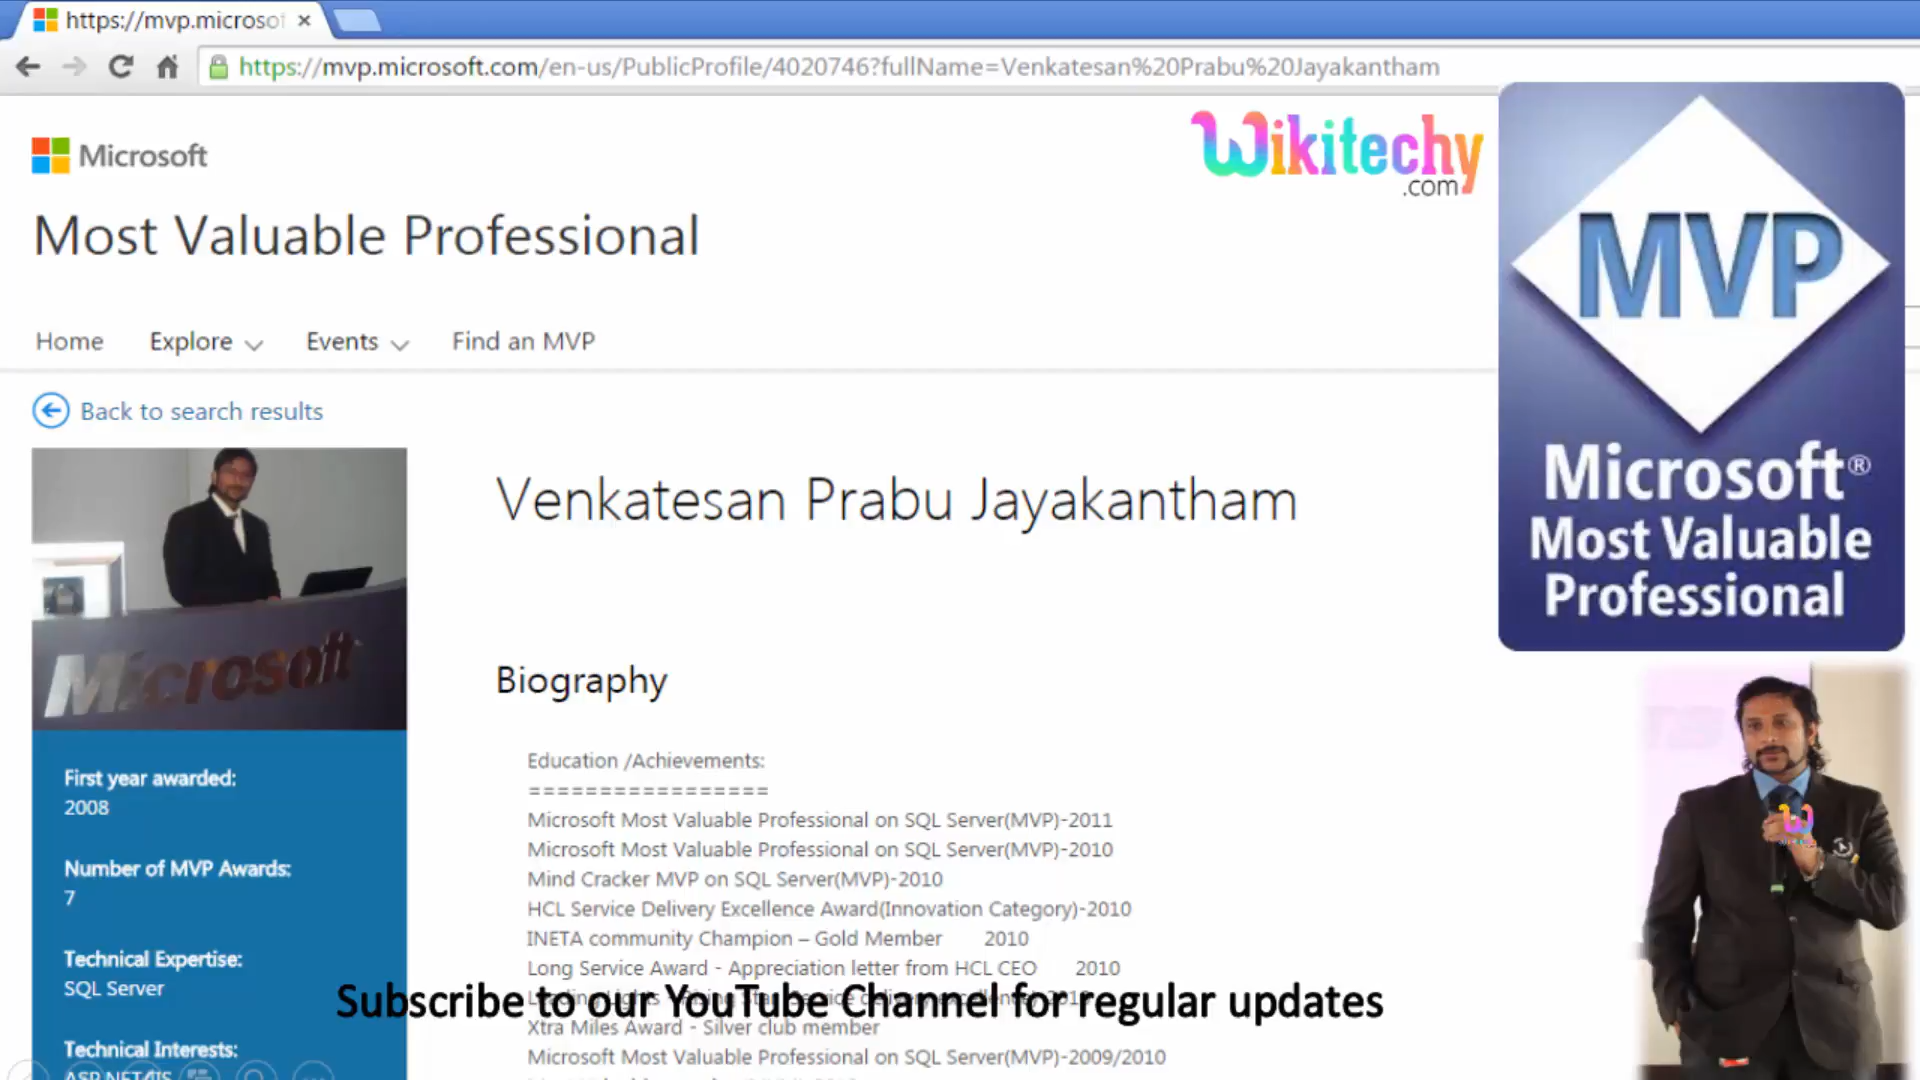 https://mvp.microsof
https://mvp.microsoft.com/en-us/PublicProfile/4020746?fullName=Venkatesan%20Prabu%20Jayakantham
Microsoft
Wikitechy
.com
Most Valuable Professional
MVP
Microsoft®
Most Valuable
Professional
Home Explore Events Find an MVP
Back to search results
Microsoft
Venkatesan Prabu Jayakantham
Biography
First year awarded:
2008
Number of MVP Awards:
7
Technical Expertise:
SQL Server
Technical Interests:
ASP.NET/IIS
Education /Achievements:
=================
Microsoft Most Valuable Professional on SQL Server(MVP)-2011
Microsoft Most Valuable Professional on SQL Server(MVP)-2010
Mind Cracker MVP on SQL Server(MVP)-2010
HCL Service Delivery Excellence Award(Innovation Category)-2010
INETA community Champion – Gold Member 2010
Long Service Award - Appreciation letter from HCL CEO 2010
Subscribe to our YouTube Channel for regular updates
Xtra Miles Award - Silver club member
Microsoft Most Valuable Professional on SQL Server(MVP)-2009/2010